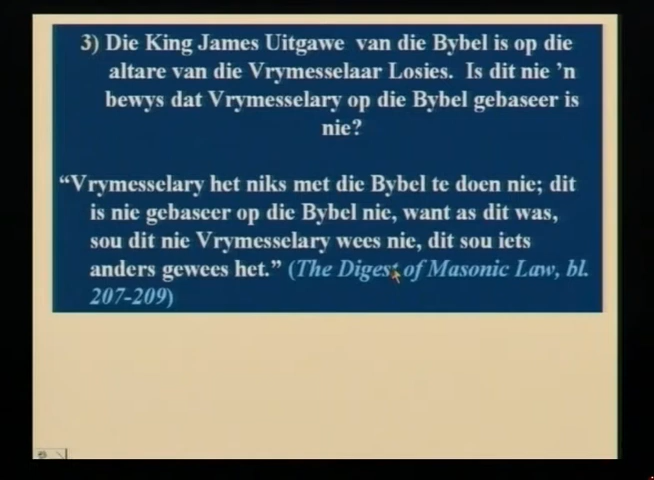 3) Die King James Uitgawe van die Bybel is op die
altare van die Vrymesselaar Losies. Is dit nie 'n
bewys dat Vrymesselary op die Bybel gebaseer is
nie?
“Vrymesselary het niks met die Bybel te doen nie; dit
is nie gebaseer op die Bybel nie, want as dit was,
sou dit nie Vrymesselary wees nie, dit sou iets
anders gewees het.” (The Digest of Masonic Law, bl.
207-209)